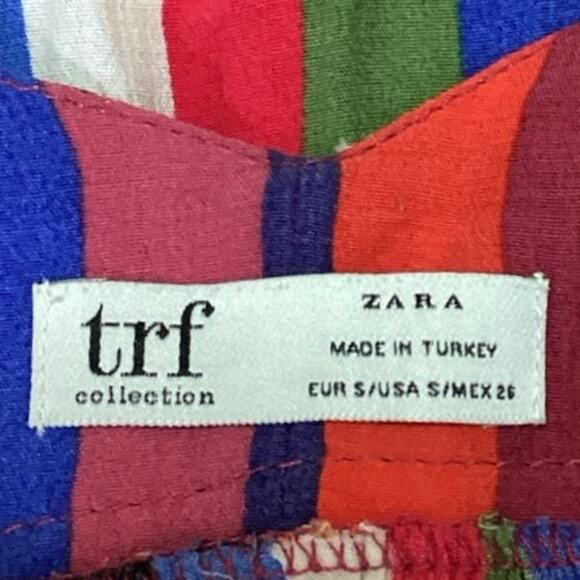 trf
collection
ZARA
MADE IN TURKEY
EUR S/USA S/MEX 26